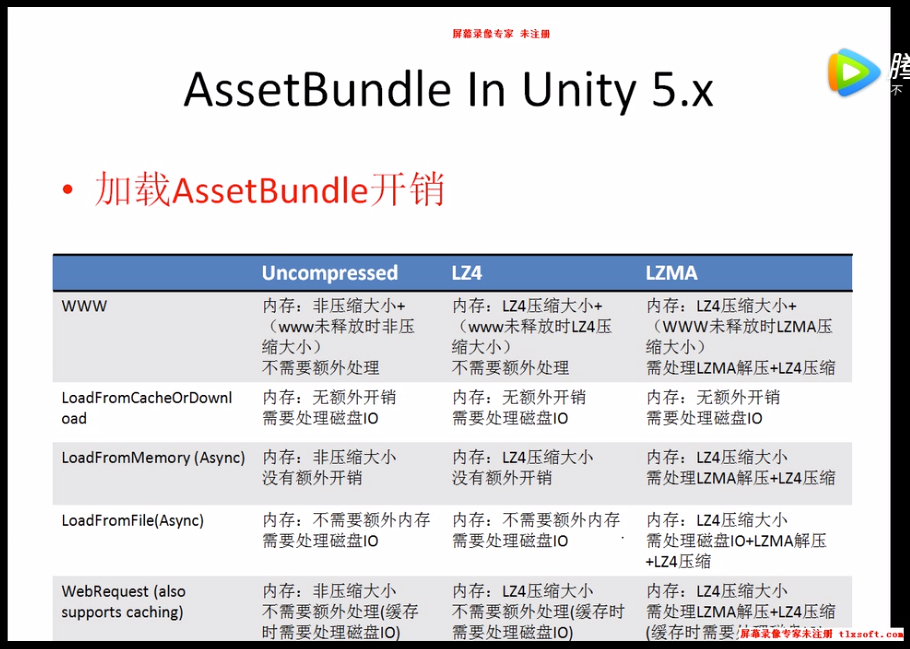 屏幕录像专家 未注册
腾
不
AssetBundle In Unity 5.x
• 加载AssetBundle开销
Uncompressed LZ4 LZMA
WWW
内存：非压缩大小+
（www未释放时非压
缩大小）
不需要额外处理
内存：LZ4压缩大小+
（www未释放时LZ4压
缩大小）
不需要额外处理
内存：LZ4压缩大小+
（WWW未释放时LZMA压
缩大小）
需处理LZMA解压+LZ4压缩
LoadFromCacheOrDownl
oad
内存：无额外开销
需要处理磁盘IO
内存：无额外开销
需要处理磁盘IO
内存：无额外开销
需要处理磁盘IO
LoadFromMemory (Async)
内存：非压缩大小
没有额外开销
内存：LZ4压缩大小
没有额外开销
内存：LZ4压缩大小
需处理LZMA解压+LZ4压缩
LoadFromFile(Async)
内存：不需要额外内存
需要处理磁盘IO
内存：不需要额外内存
需要处理磁盘IO
内存：LZ4压缩大小
需处理磁盘IO+LZMA解压
+LZ4压缩
WebRequest (also
supports caching)
内存：非压缩大小
不需要额外处理(缓存
时需要处理磁盘IO)
内存：LZ4压缩大小
不需要额外处理(缓存时
需要处理磁盘IO)
内存：LZ4压缩大小
需处理LZMA解压+LZ4压缩
(缓存时需要
屏幕录像专家未注册 tlxsoft.com